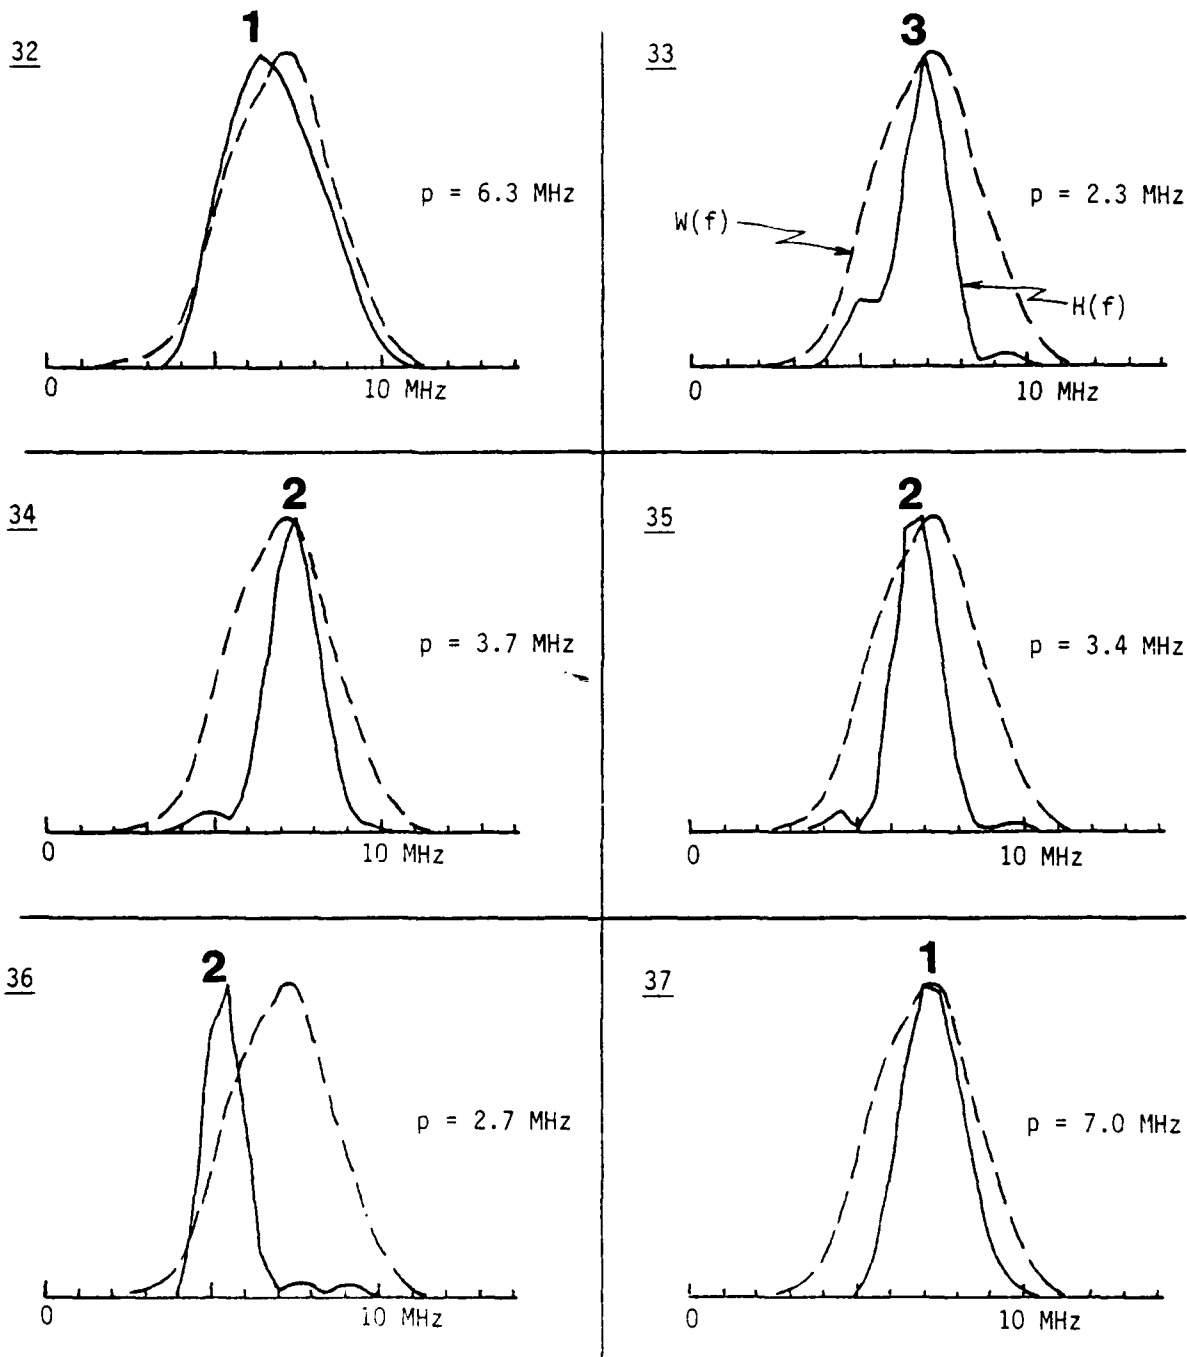 32
1
p = 6.3 MHz
0
10 MHz
33
3
p = 2.3 MHz
W(f)
H(f)
0
10 MHz
34
2
p = 3.7 MHz
0
10 MHz
35
2
p = 3.4 MHz
0
10 MHz
36
2
p = 2.7 MHz
0
10 MHz
37
1
p = 7.0 MHz
0
10 MHz